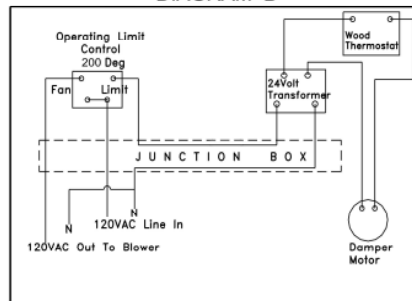 Operating Limit
Control
200 Deg
Fan
Limit
Wood
Thermostat
24Volt
Transformer
JUNCTION BOX
N
N
120VAC Line In
120VAC Out To Blower
Damper
Motor